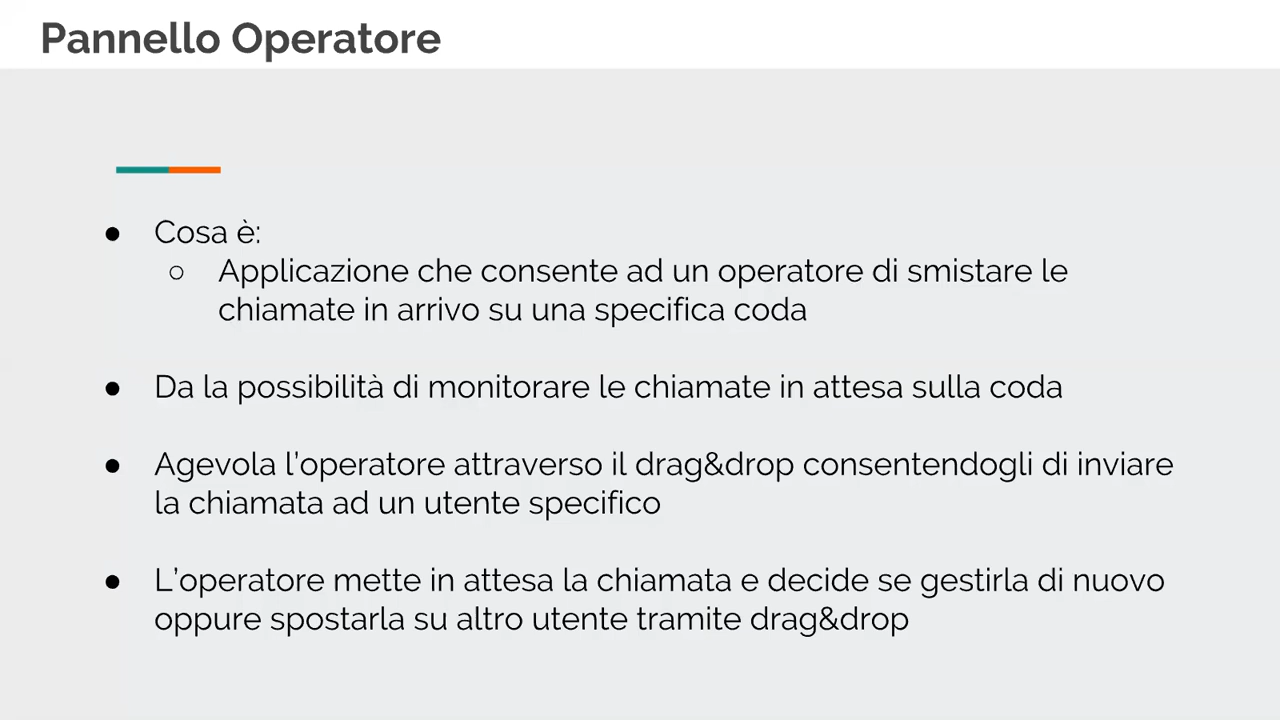 Pannello Operatore
● Cosa è:
○ Applicazione che consente ad un operatore di smistare le
chiamate in arrivo su una specifica coda
● Da la possibilità di monitorare le chiamate in attesa sulla coda
● Agevola l’operatore attraverso il drag&drop consentendogli di inviare
la chiamata ad un utente specifico
● L’operatore mette in attesa la chiamata e decide se gestirla di nuovo
oppure spostarla su altro utente tramite drag&drop